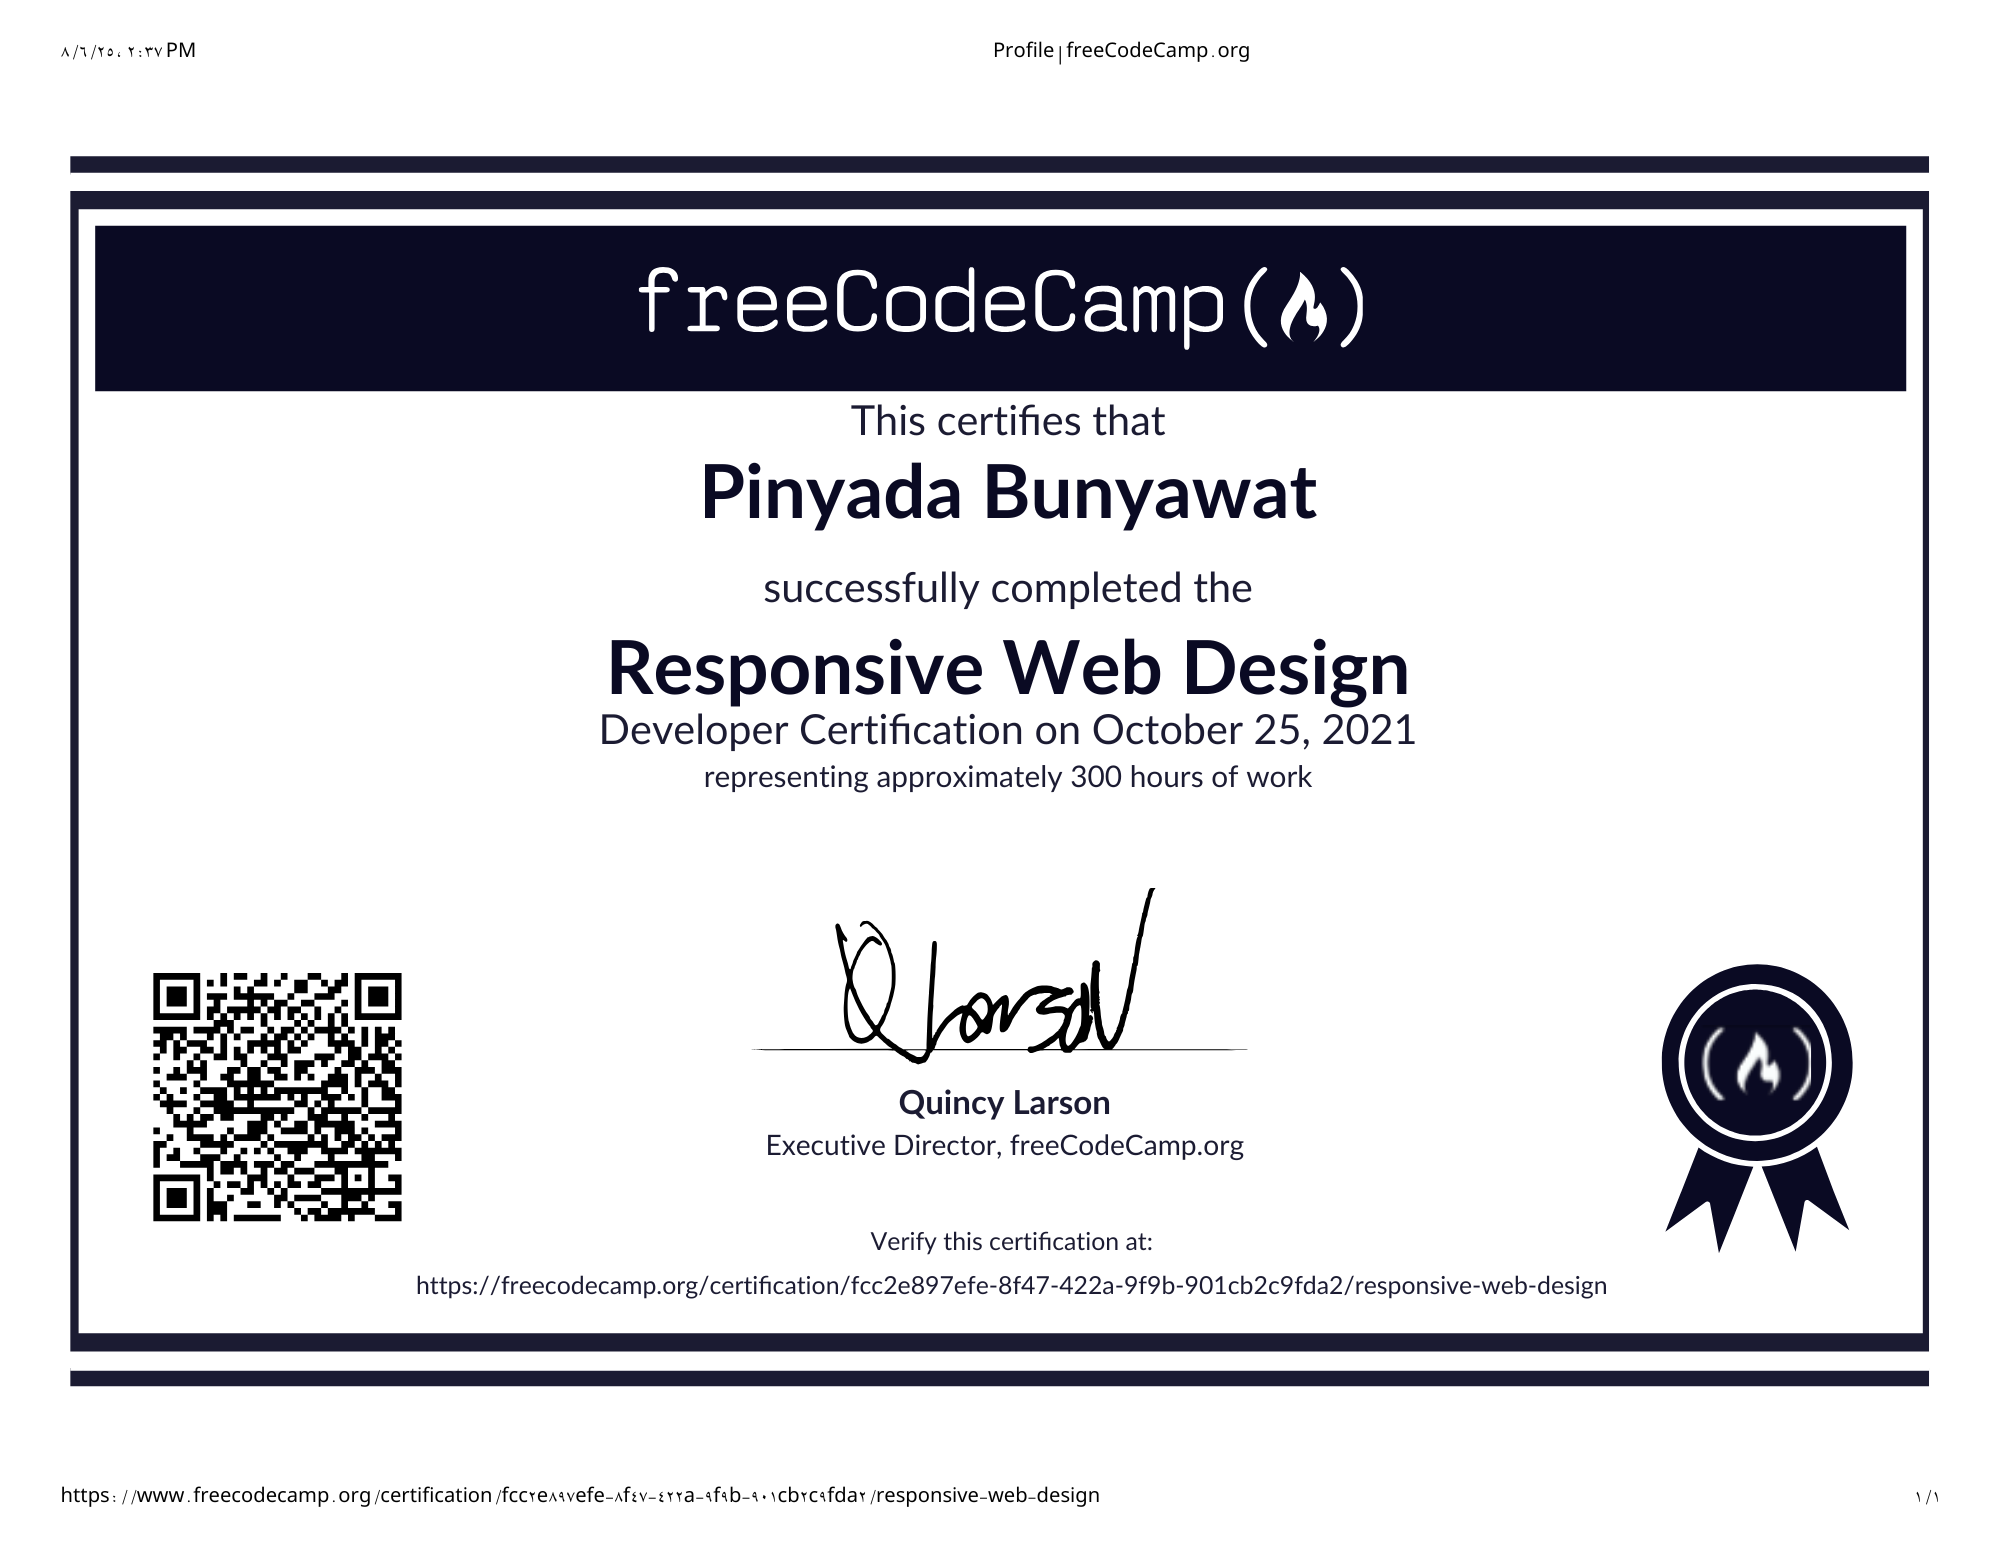 ٨/٦/٢٥، ٢:٣٧ PM
Profile | freeCodeCamp.org
freeCodeCamp(🔥)
This certifies that
Pinyada Bunyawat
successfully completed the
Responsive Web Design
Developer Certification on October 25, 2021
representing approximately 300 hours of work
Quincy Larson
Executive Director, freeCodeCamp.org
Verify this certification at:
https://freecodecamp.org/certification/fcc2e897efe-8f47-422a-9f9b-901cb2c9fda2/responsive-web-design
https://www.freecodecamp.org/certification/fcc٢e٨٩٧efe-٨f٤٧-٤٢٢a-٩f٩b-٩٠١cb٢c٩fda٢/responsive-web-design
١/١